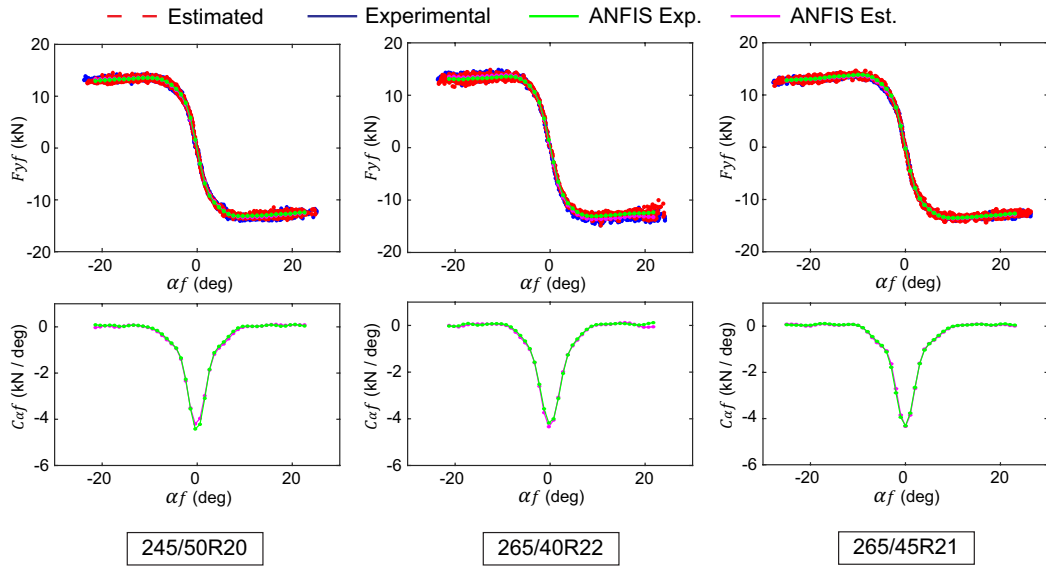 Estimated Experimental ANFIS Exp. ANFIS Est.
20 20 20
10 10 10
0 0 0
-10 -10 -10
-20 -20 -20
Fyf (kN) Fyf (kN) Fyf (kN)
-20 0 20 -20 0 20 -20 0 20
αf (deg) αf (deg) αf (deg)
0 0 0
-2 -2 -2
-4 -4 -4
-6 -6 -6
Cαf (kN / deg) Cαf (kN / deg) Cαf (kN / deg)
-20 0 20 -20 0 20 -20 0 20
αf (deg) αf (deg) αf (deg)
245/50R20 265/40R22 265/45R21